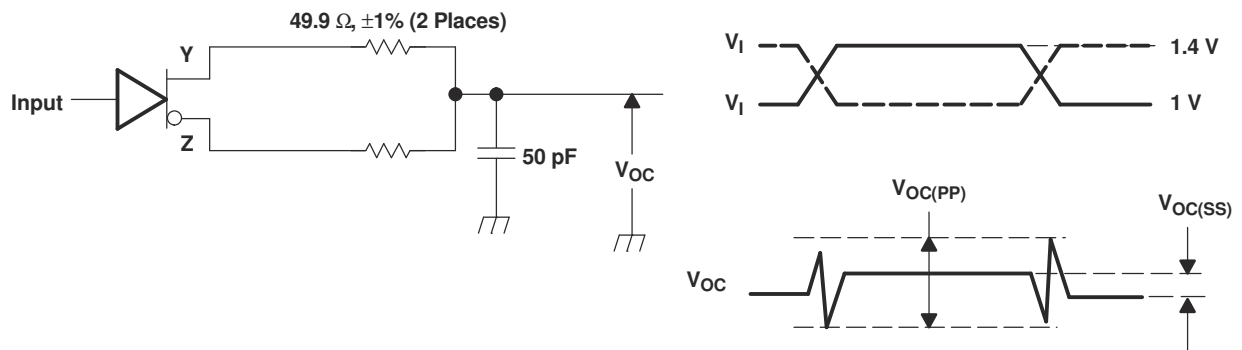 49.9 Ω, ±1% (2 Places)
Y
Input
Z
50 pF
VOC
VI
1.4 V
VI
1 V
VOC(PP)
VOC(SS)
VOC